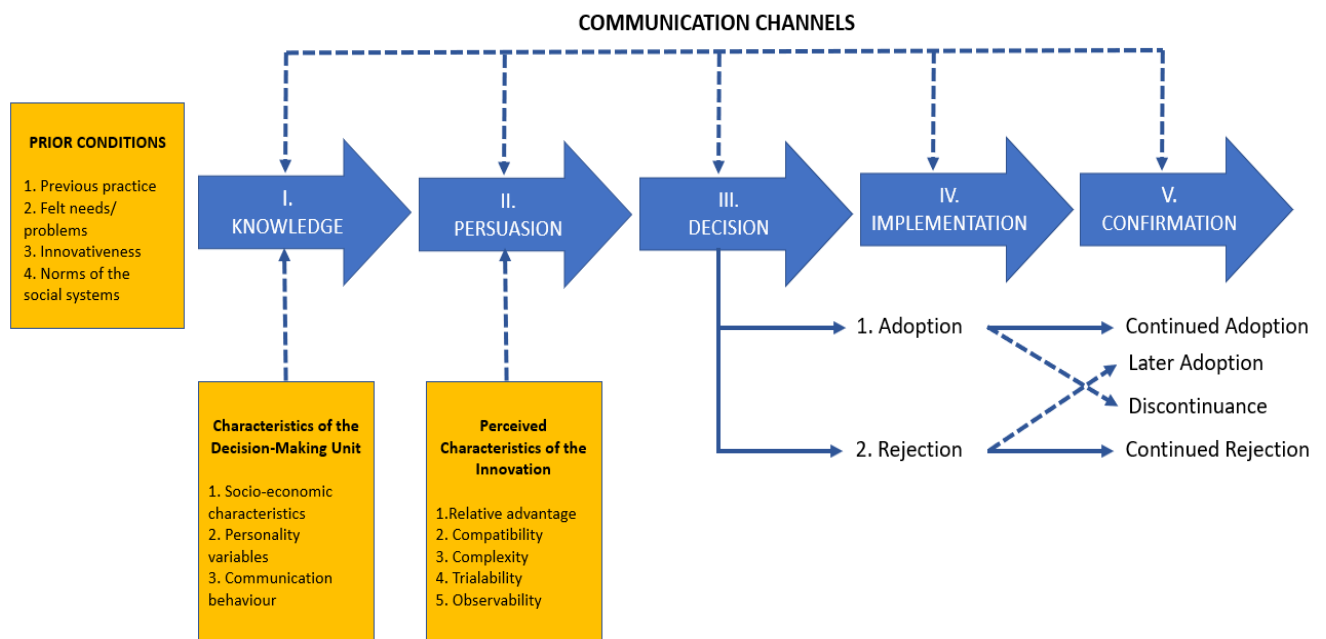 COMMUNICATION CHANNELS
PRIOR CONDITIONS
1. Previous practice
2. Felt needs/
problems
3. Innovativeness
4. Norms of the
social systems
I.
KNOWLEDGE
II.
PERSUASION
III.
DECISION
IV.
IMPLEMENTATION
V.
CONFIRMATION
1. Adoption
Continued Adoption
Later Adoption
Discontinuance
2. Rejection
Continued Rejection
Characteristics of the
Decision-Making Unit
1. Socio-economic
characteristics
2. Personality
variables
3. Communication
behaviour
Perceived
Characteristics of the
Innovation
1.Relative advantage
2. Compatibility
3. Complexity
4. Trialability
5. Observability